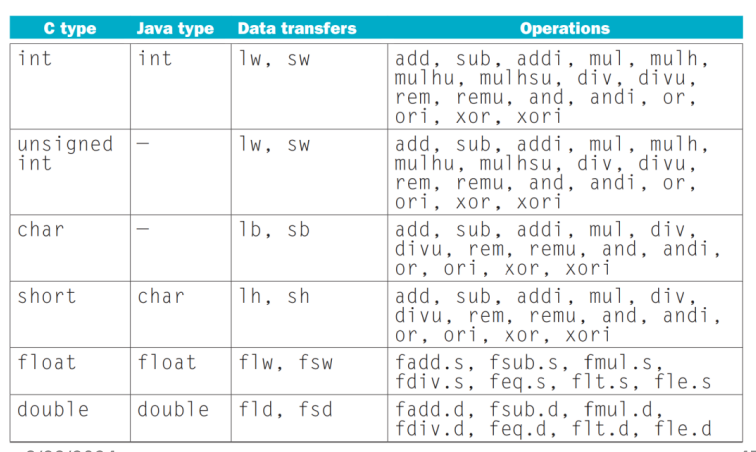 C type Java type Data transfers Operations
int int lw, sw add, sub, addi, mul, mulh,
mulhu, mulhsu, div, divu,
rem, remu, and, andi, or,
ori, xor, xori
unsigned int — lw, sw add, sub, addi, mul, mulh,
mulhu, mulhsu, div, divu,
rem, remu, and, andi, or,
ori, xor, xori
char — lb, sb add, sub, addi, mul, div,
divu, rem, remu, and, andi,
or, ori, xor, xori
short char lh, sh add, sub, addi, mul, div,
divu, rem, remu, and, andi,
or, ori, xor, xori
float float flw, fsw fadd.s, fsub.s, fmul.s,
fdiv.s, feq.s, flt.s, fle.s
double double fld, fsd fadd.d, fsub.d, fmul.d,
fdiv.d, feq.d, flt.d, fle.d